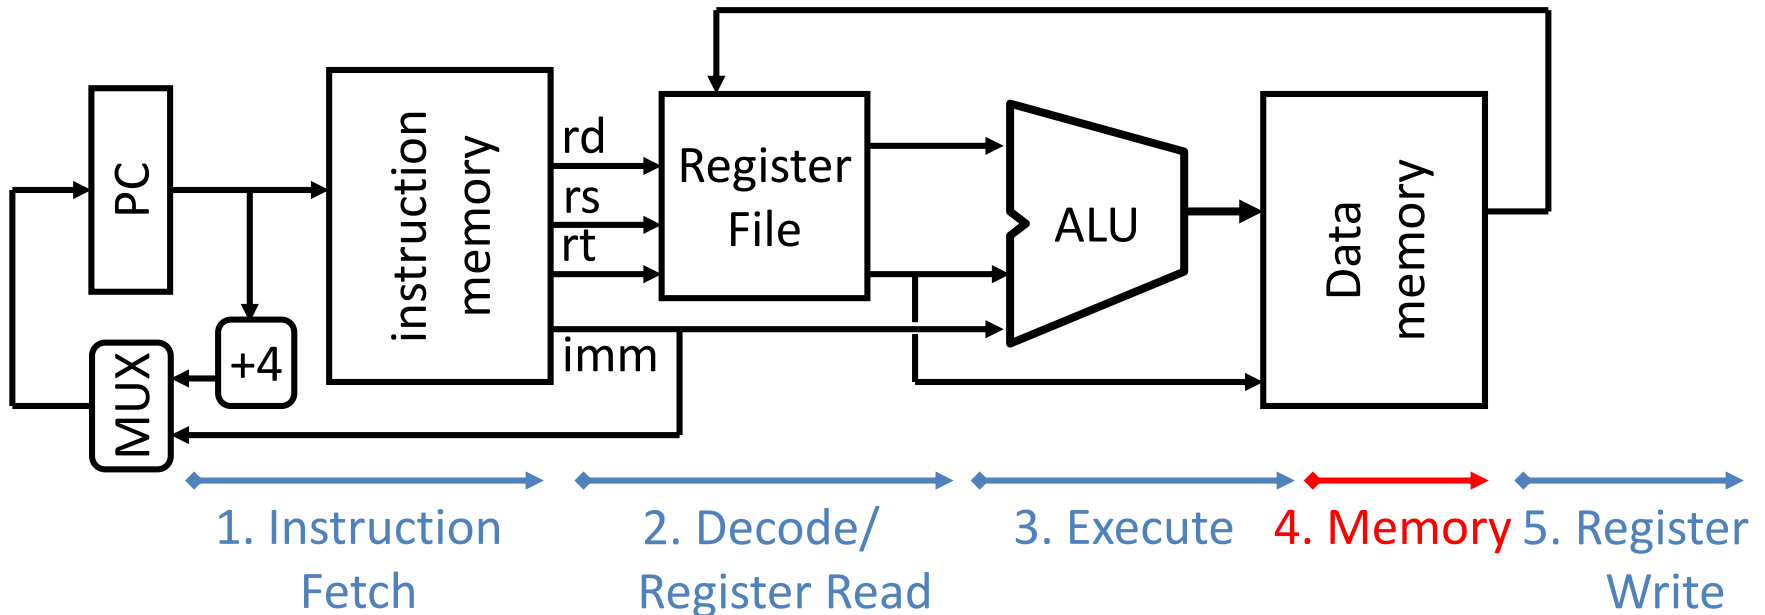 PC
+4
MUX
instruction
memory
rd
rs
rt
imm
Register
File
ALU
Data
memory
1. Instruction
Fetch
2. Decode/
Register Read
3. Execute
4. Memory
5. Register
Write